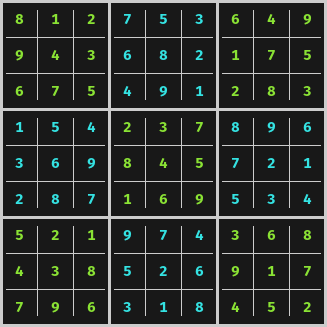 8 1 2 7 5 3 6 4 9
9 4 3 6 8 2 1 7 5
6 7 5 4 9 1 2 8 3
1 5 4 2 3 7 8 9 6
3 6 9 8 4 5 7 2 1
2 8 7 1 6 9 5 3 4
5 2 1 9 7 4 3 6 8
4 3 8 5 2 6 9 1 7
7 9 6 3 1 8 4 5 2